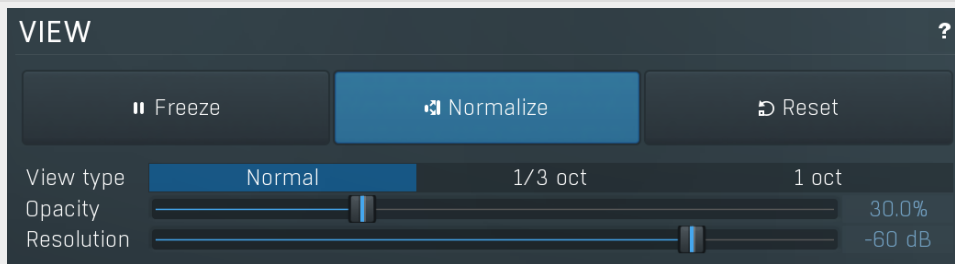 VIEW ?
Freeze Normalize Reset
View type Normal 1/3 oct 1 oct
Opacity 30.0%
Resolution -60 dB